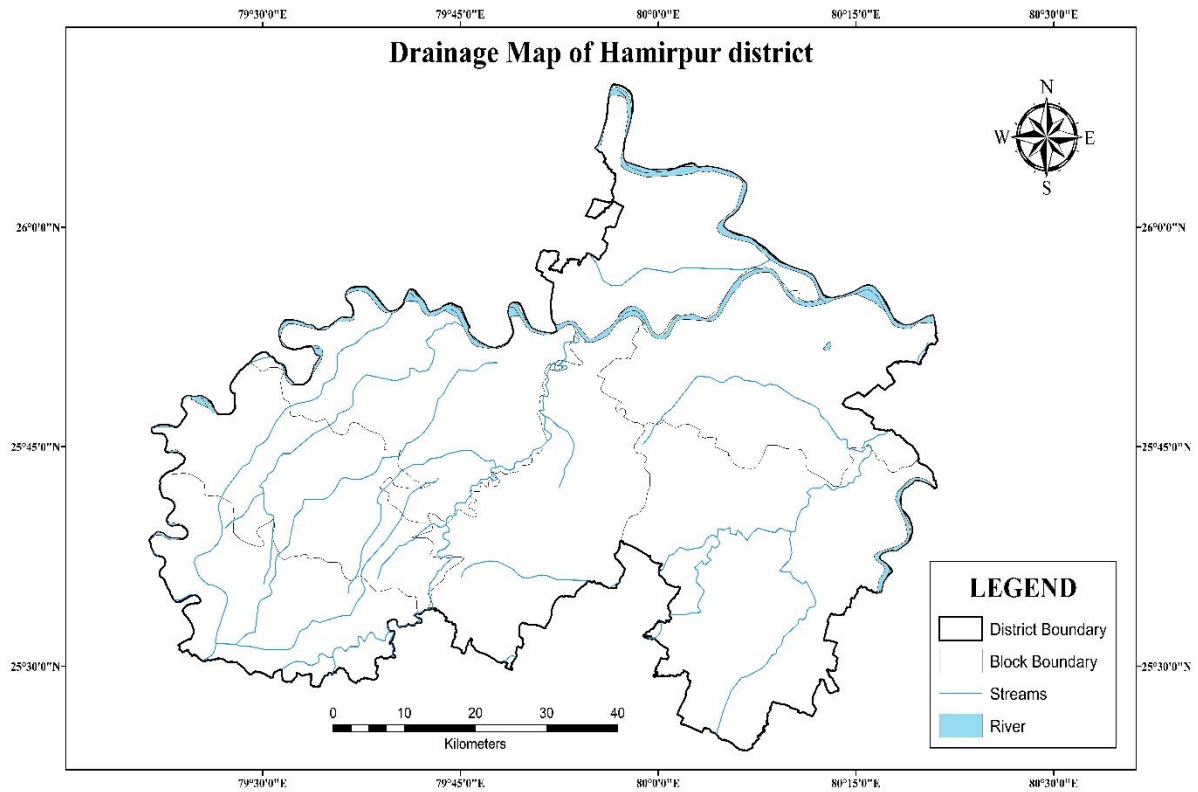 79°30'0"E 79°45'0"E 80°0'0"E 80°15'0"E 80°30'0"E
Drainage Map of Hamirpur district
N
W E
S
26°0'0"N 26°0'0"N
25°45'0"N 25°45'0"N
25°30'0"N 25°30'0"N
LEGEND
District Boundary
Block Boundary
Streams
River
0 10 20 30 40
Kilometers
79°30'0"E 79°45'0"E 80°0'0"E 80°15'0"E 80°30'0"E